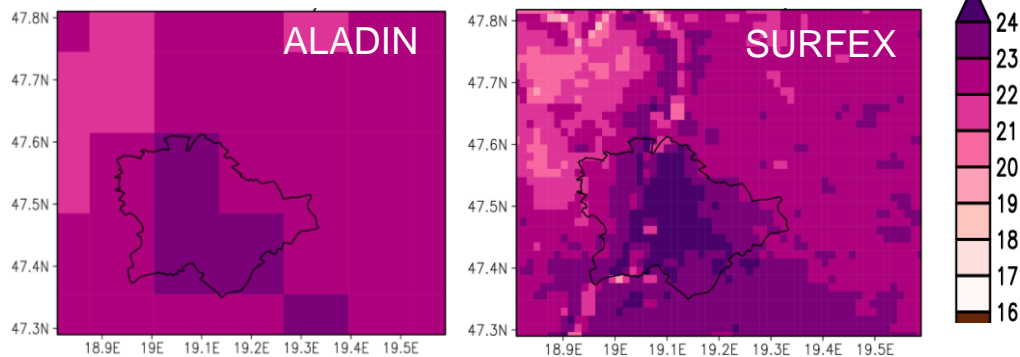 ALADIN
47.8N
47.7N
47.6N
47.5N
47.4N
47.3N
18.9E 19E 19.1E 19.2E 19.3E 19.4E 19.5E
SURFEX
47.8N
47.7N
47.6N
47.5N
47.4N
47.3N
18.9E 19E 19.1E 19.2E 19.3E 19.4E 19.5E
24
23
22
21
20
19
18
17
16